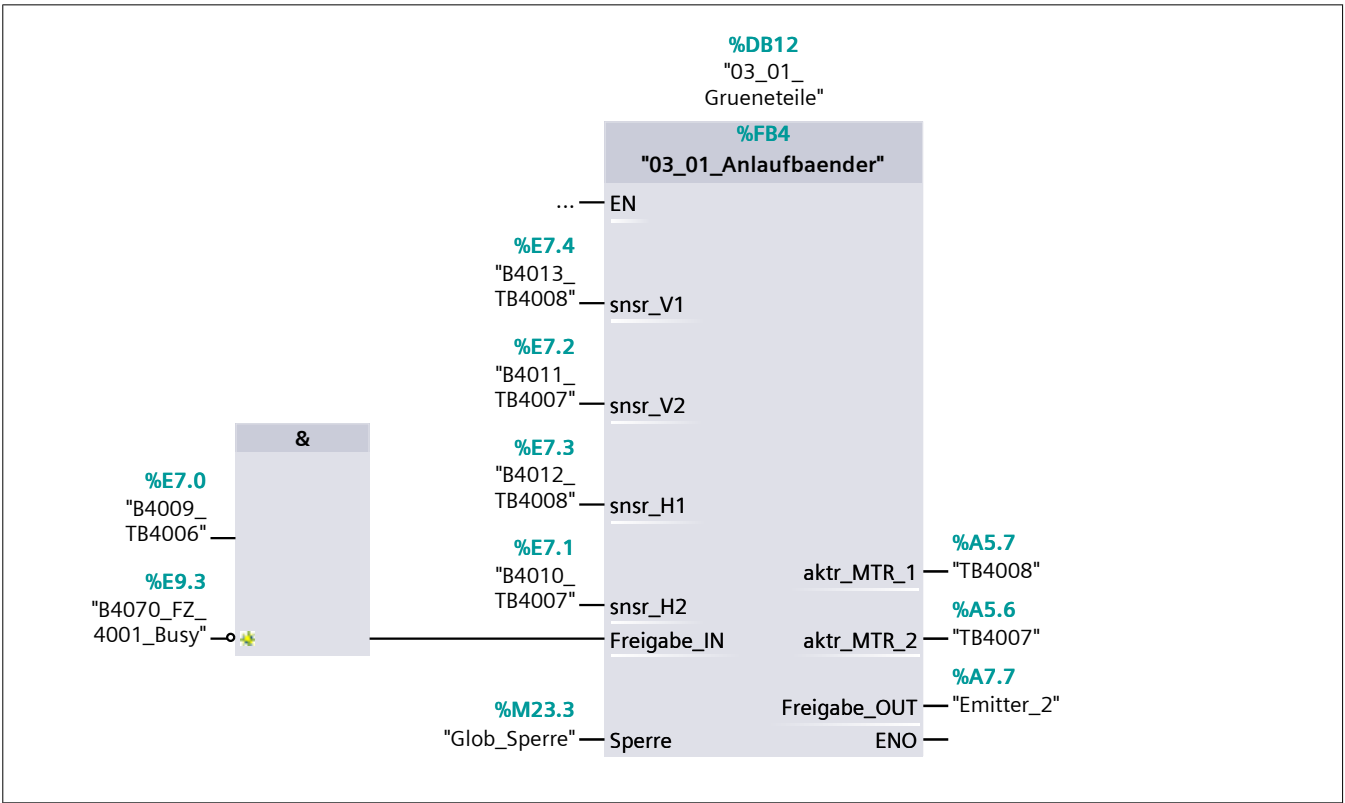 %DB12
"03_01_
Grueneteile"
%FB4
"03_01_Anlaufbaender"
... EN
%E7.4
"B4013_
TB4008" snsr_V1
%E7.2
"B4011_
TB4007" snsr_V2
&
%E7.3
"B4012_
TB4008" snsr_H1
%E7.0
"B4009_
TB4006"
%E7.1
"B4010_
TB4007" snsr_H2
%A5.7
aktr_MTR_1 "TB4008"
%E9.3
"B4070_FZ_
4001_Busy"
Freigabe_IN
%A5.6
aktr_MTR_2 "TB4007"
%A7.7
Freigabe_OUT "Emitter_2"
%M23.3
"Glob_Sperre" Sperre ENO